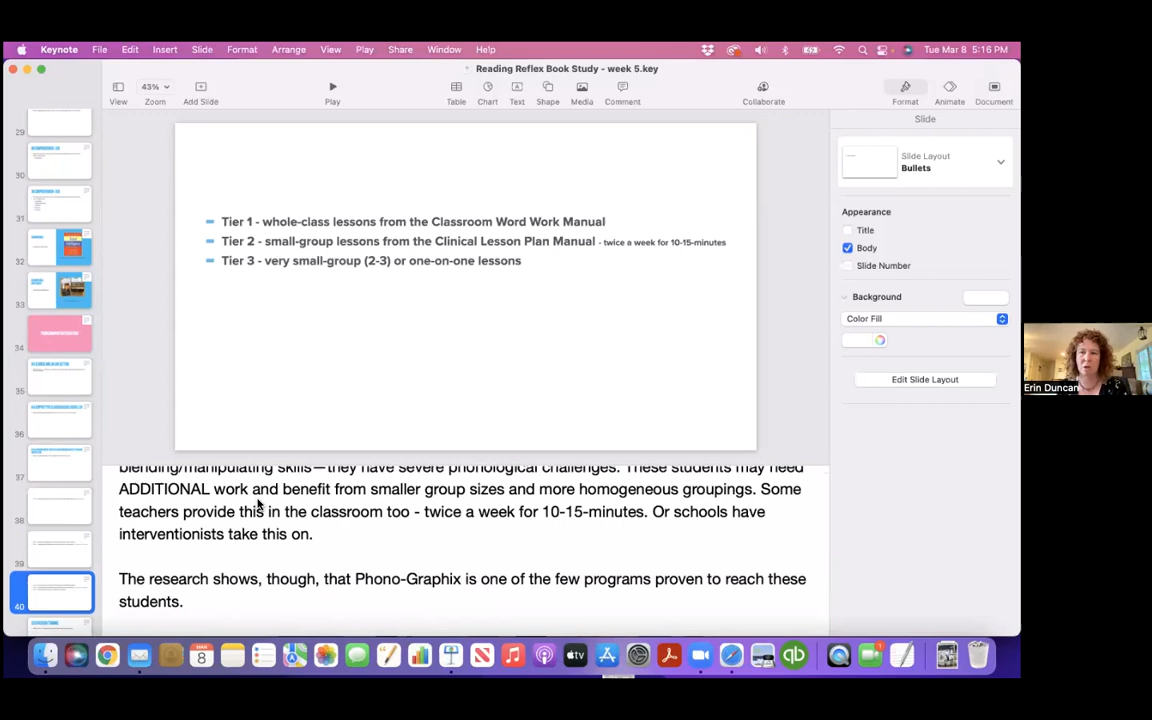 Keynote File Edit Insert Slide Format Arrange View Play Share Window Help Tue Mar 8 5:16 PM
Reading Reflex Book Study - week 5.key
43%
View Zoom Add Slide Play Table Chart Text Shape Media Comment Collaborate Format Animate Document
Slide
Slide Layout
Bullets
Appearance
Title
Body
Slide Number
Background
Color Fill
Edit Slide Layout
29
30
31
32
33
34
35
36
37
38
39
40
Tier 1 - whole-class lessons from the Classroom Word Work Manual
Tier 2 - small-group lessons from the Clinical Lesson Plan Manual - twice a week for 10-15-minutes
Tier 3 - very small-group (2-3) or one-on-one lessons
blending/manipulating skills—they have severe phonological challenges. These students may need
ADDITIONAL work and benefit from smaller group sizes and more homogeneous groupings. Some
teachers provide this in the classroom too - twice a week for 10-15-minutes. Or schools have
interventionists take this on.
The research shows, though, that Phono-Graphix is one of the few programs proven to reach these
students.
Erin Duncan
MAR
8
tv
qb